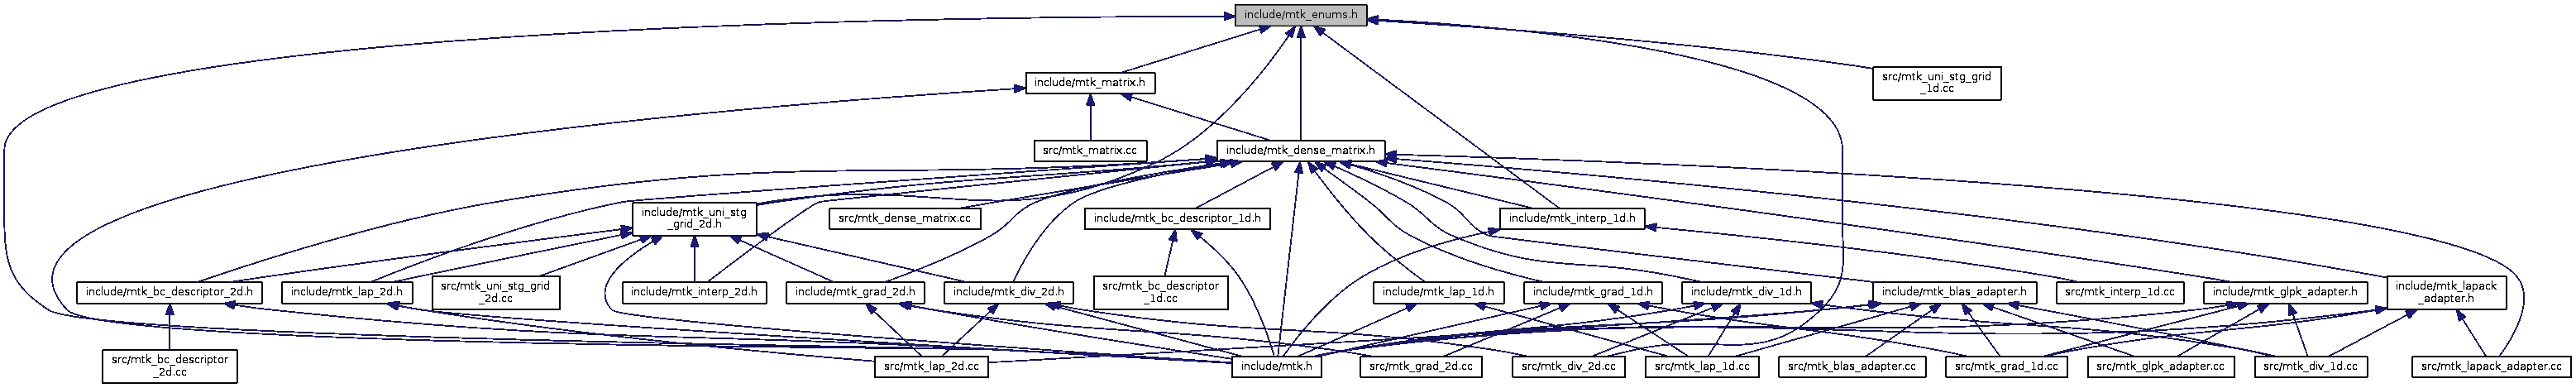 include/mtk_enums.h
include/mtk_matrix.h
src/mtk_uni_stg_grid
_1d.cc
src/mtk_matrix.cc
include/mtk_dense_matrix.h
include/mtk_uni_stg
_grid_2d.h
src/mtk_dense_matrix.cc
include/mtk_bc_descriptor_1d.h
include/mtk_interp_1d.h
include/mtk_bc_descriptor_2d.h
include/mtk_lap_2d.h
src/mtk_uni_stg_grid
_2d.cc
include/mtk_interp_2d.h
include/mtk_grad_2d.h
include/mtk_div_2d.h
src/mtk_bc_descriptor
_1d.cc
include/mtk_lap_1d.h
include/mtk_grad_1d.h
include/mtk_div_1d.h
include/mtk_blas_adapter.h
src/mtk_interp_1d.cc
include/mtk_glpk_adapter.h
include/mtk_lapack
_adapter.h
src/mtk_bc_descriptor
_2d.cc
src/mtk_lap_2d.cc
include/mtk.h
src/mtk_grad_2d.cc
src/mtk_div_2d.cc
src/mtk_lap_1d.cc
src/mtk_blas_adapter.cc
src/mtk_grad_1d.cc
src/mtk_glpk_adapter.cc
src/mtk_div_1d.cc
src/mtk_lapack_adapter.cc